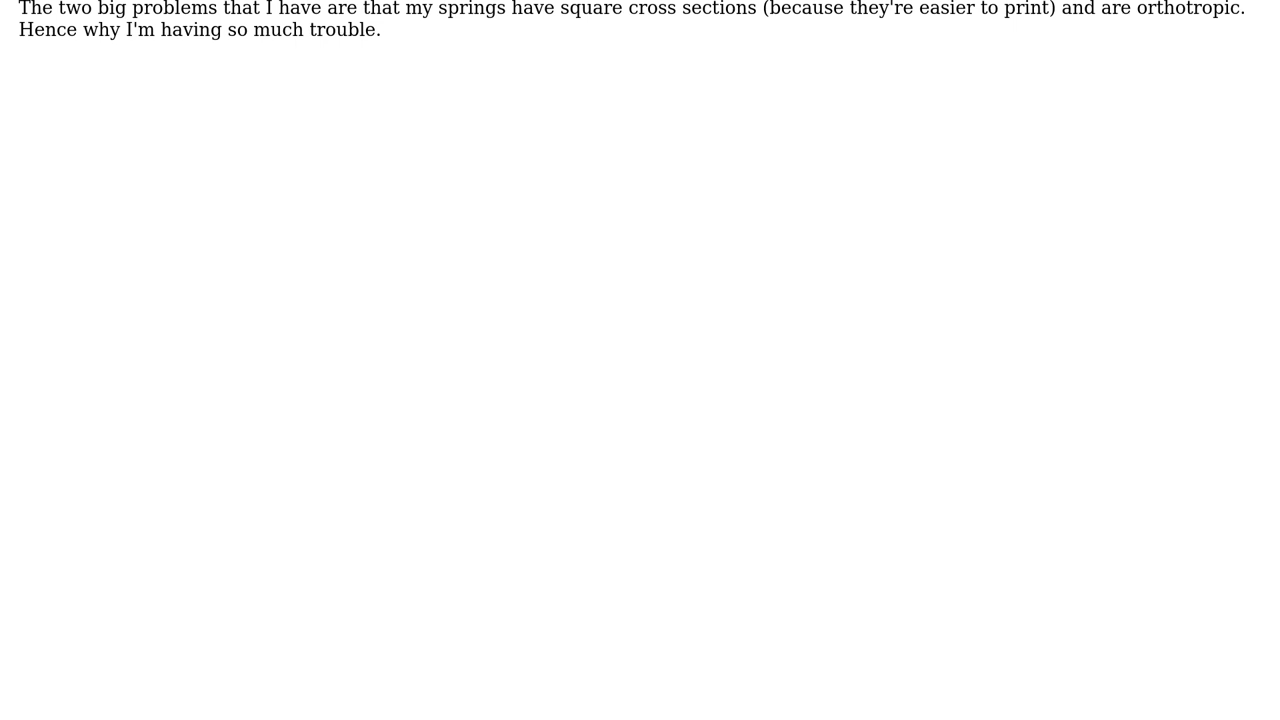 The two big problems that I have are that my springs have square cross sections (because they're easier to print) and are orthotropic.
Hence why I'm having so much trouble.